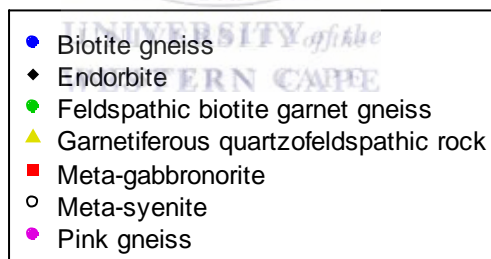 UNIVERSITY of the
WESTERN CAPE
Biotite gneiss
Endorbite
Feldspathic biotite garnet gneiss
Garnetiferous quartzofeldspathic rock
Meta-gabbronorite
Meta-syenite
Pink gneiss